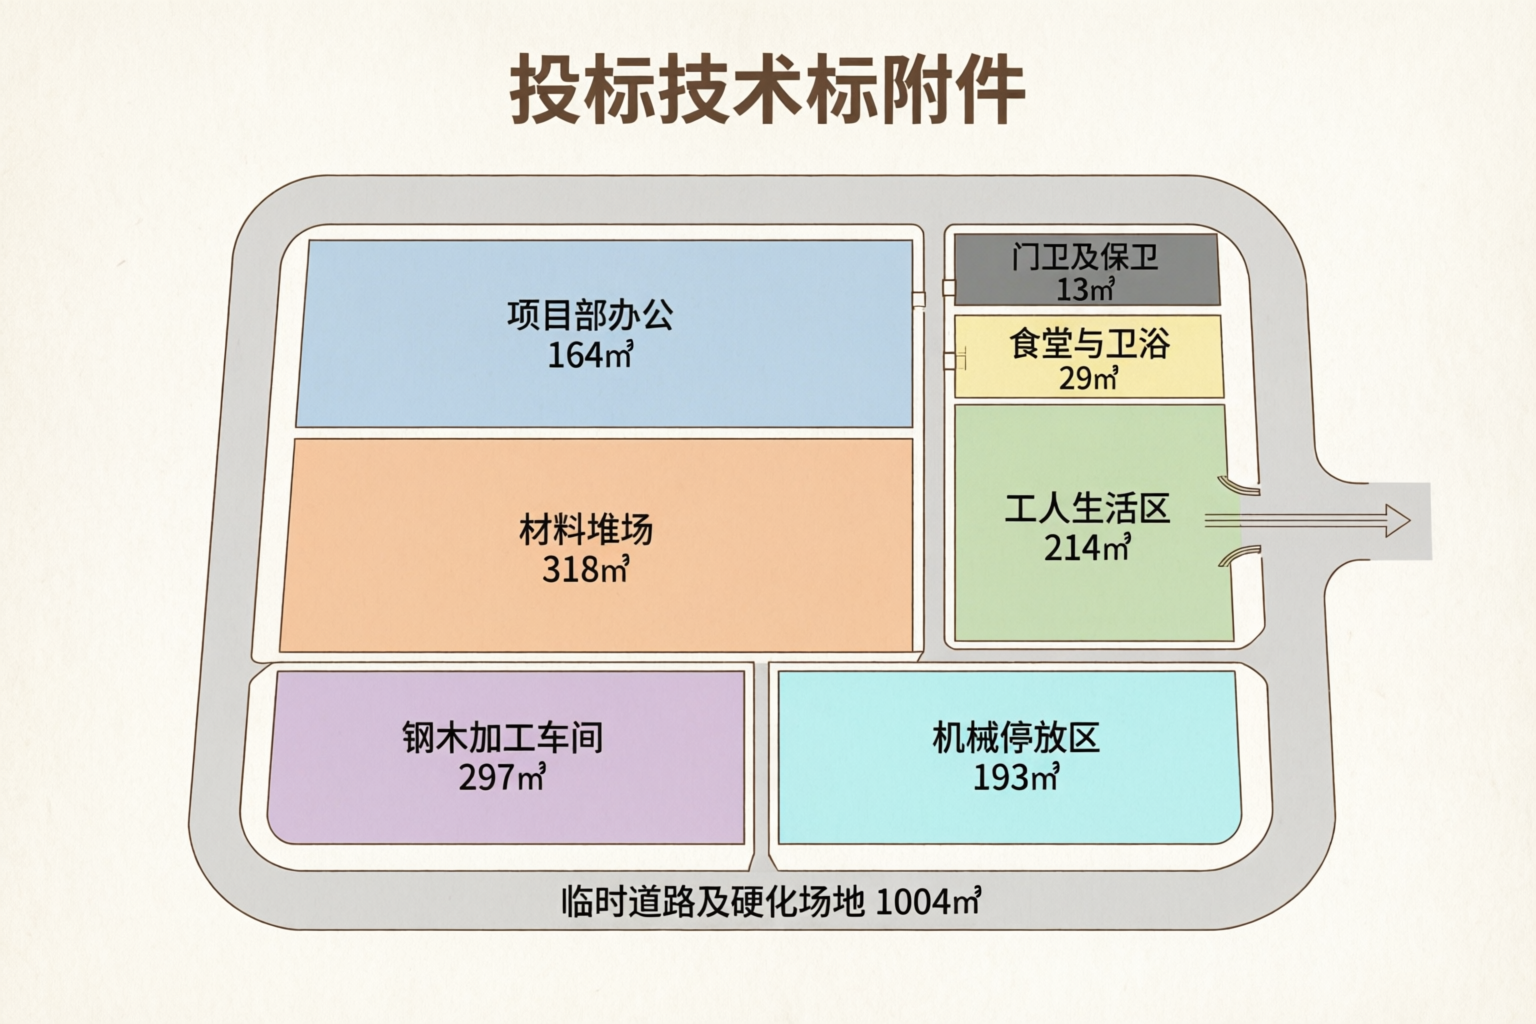 投标技术标附件
项目部办公
164㎡
门卫及保卫
13㎡
食堂与卫浴
29㎡
材料堆场
318㎡
工人生活区
214㎡
钢木加工车间
297㎡
机械停放区
193㎡
临时道路及硬化场地 1004㎡